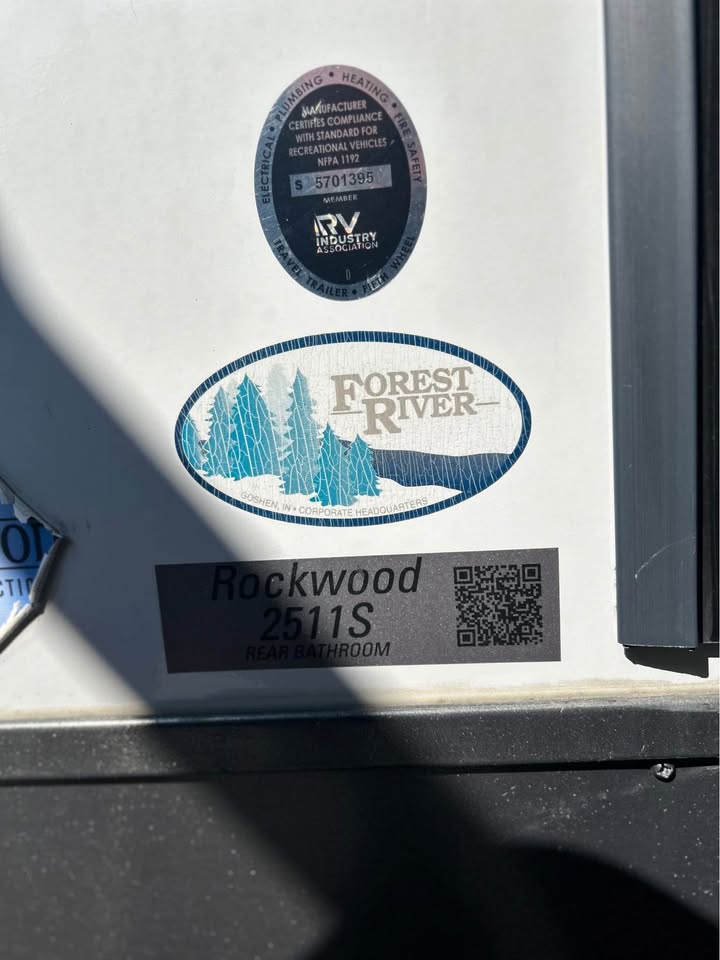 ELECTRICAL • PLUMBING • HEATING • FIRE SAFETY
MANUFACTURER
CERTIFIES COMPLIANCE
WITH STANDARD FOR
RECREATIONAL VEHICLES
NFPA 1192
S 5701395
MEMBER
RV
INDUSTRY
ASSOCIATION
D
TRAVEL TRAILER • FIFTH WHEEL
FOREST
RIVER
GOSHEN, IN • CORPORATE HEADQUARTERS
Rockwood
2511S
REAR BATHROOM